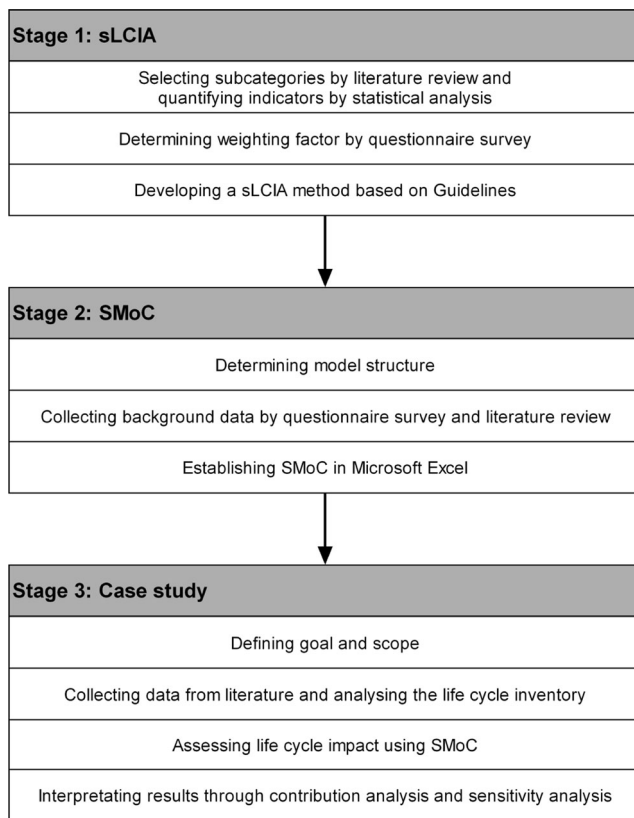 Stage 1: sLCIA
Selecting subcategories by literature review and
quantifying indicators by statistical analysis
Determining weighting factor by questionnaire survey
Developing a sLCIA method based on Guidelines
Stage 2: SMoC
Determining model structure
Collecting background data by questionnaire survey and literature review
Establishing SMoC in Microsoft Excel
Stage 3: Case study
Defining goal and scope
Collecting data from literature and analysing the life cycle inventory
Assessing life cycle impact using SMoC
Interpretating results through contribution analysis and sensitivity analysis